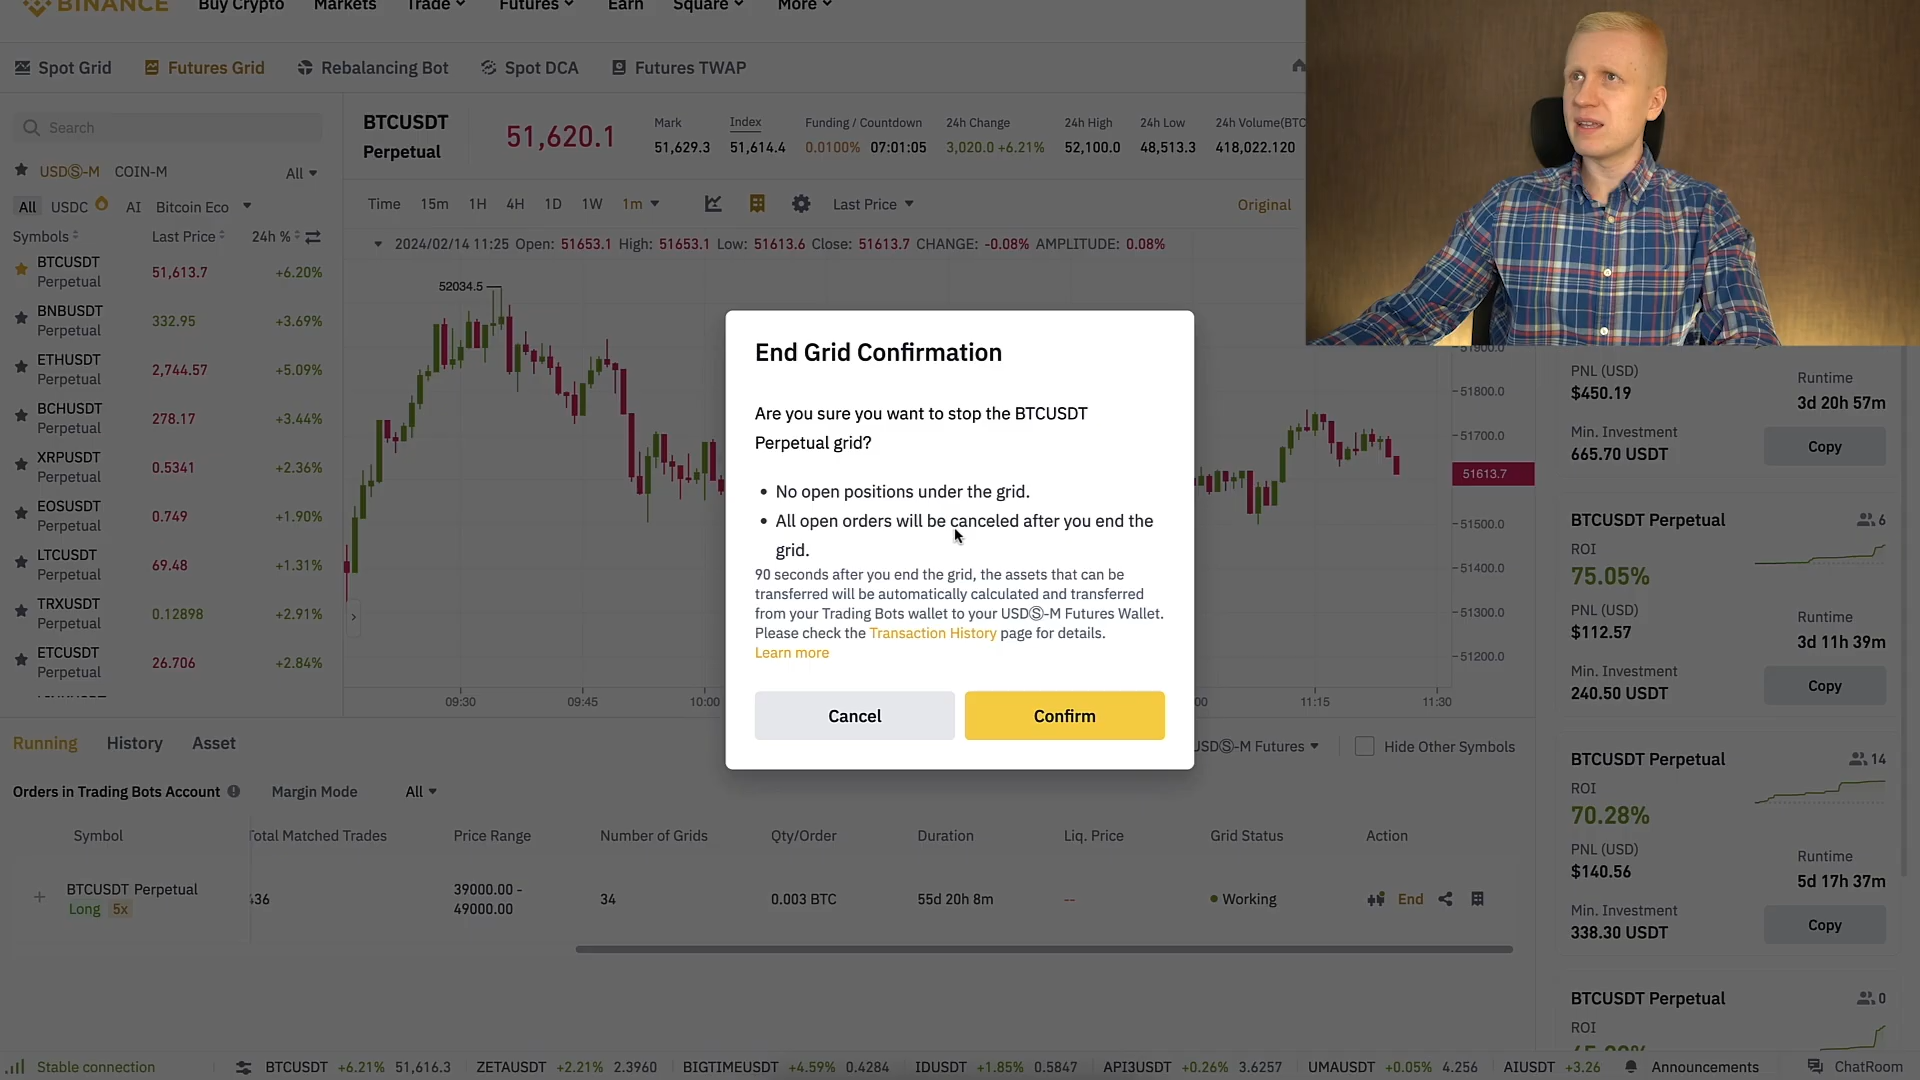 BINANCE Buy Crypto Markets Trade Futures Earn Square More
Spot Grid Futures Grid Rebalancing Bot Spot DCA Futures TWAP
Search
USDⓈ-M COIN-M All
All USDC AI Bitcoin Eco
Symbols Last Price 24h %
BTCUSDT
Perpetual
51,613.7 +6.20%
BNBUSDT
Perpetual
332.95 +3.69%
ETHUSDT
Perpetual
2,744.57 +5.09%
BCHUSDT
Perpetual
278.17 +3.44%
XRPUSDT
Perpetual
0.5341 +2.36%
EOSUSDT
Perpetual
0.749 +1.90%
LTCUSDT
Perpetual
69.48 +1.31%
TRXUSDT
Perpetual
0.12898 +2.91%
ETCUSDT
Perpetual
26.706 +2.84%
BTCUSDT
Perpetual
51,620.1
Mark Index Funding / Countdown 24h Change 24h High 24h Low 24h Volume(BTC
51,629.3 51,614.4 0.0100% 07:01:05 3,020.0 +6.21% 52,100.0 48,513.3 418,022.120
Time 15m 1H 4H 1D 1W 1m Last Price Original
2024/02/14 11:25 Open: 51653.1 High: 51653.1 Low: 51613.6 Close: 51613.7 CHANGE: -0.08% AMPLITUDE: 0.08%
52034.5
51900.0
51800.0
51700.0
51613.7
51500.0
51400.0
51300.0
51200.0
09:30 09:45 10:00 00 11:15 11:30
End Grid Confirmation
Are you sure you want to stop the BTCUSDT
Perpetual grid?
• No open positions under the grid.
• All open orders will be canceled after you end the
grid.
90 seconds after you end the grid, the assets that can be
transferred will be automatically calculated and transferred
from your Trading Bots wallet to your USDⓈ-M Futures Wallet.
Please check the Transaction History page for details.
Learn more
Cancel Confirm
Running History Asset
USDⓈ-M Futures Hide Other Symbols
Orders in Trading Bots Account Margin Mode All
Symbol Total Matched Trades Price Range Number of Grids Qty/Order Duration Liq. Price Grid Status Action
BTCUSDT Perpetual
Long 5x
436 39000.00 -
49000.00
34 0.003 BTC 55d 20h 8m -- Working End
PNL (USD)
$450.19
Runtime
3d 20h 57m
Min. Investment
665.70 USDT
Copy
BTCUSDT Perpetual 6
ROI
75.05%
PNL (USD)
$112.57
Runtime
3d 11h 39m
Min. Investment
240.50 USDT
Copy
BTCUSDT Perpetual 14
ROI
70.28%
PNL (USD)
$140.56
Runtime
5d 17h 37m
Min. Investment
338.30 USDT
Copy
BTCUSDT Perpetual 0
ROI
Stable connection BTCUSDT +6.21% 51,616.3 ZETAUSDT +2.21% 2.3960 BIGTIMEUSDT +4.59% 0.4284 IDUSDT +1.85% 0.5847 API3USDT +0.26% 3.6257 UMAUSDT +0.05% 4.256 AIUSDT +3.26 Announcements ChatRoom